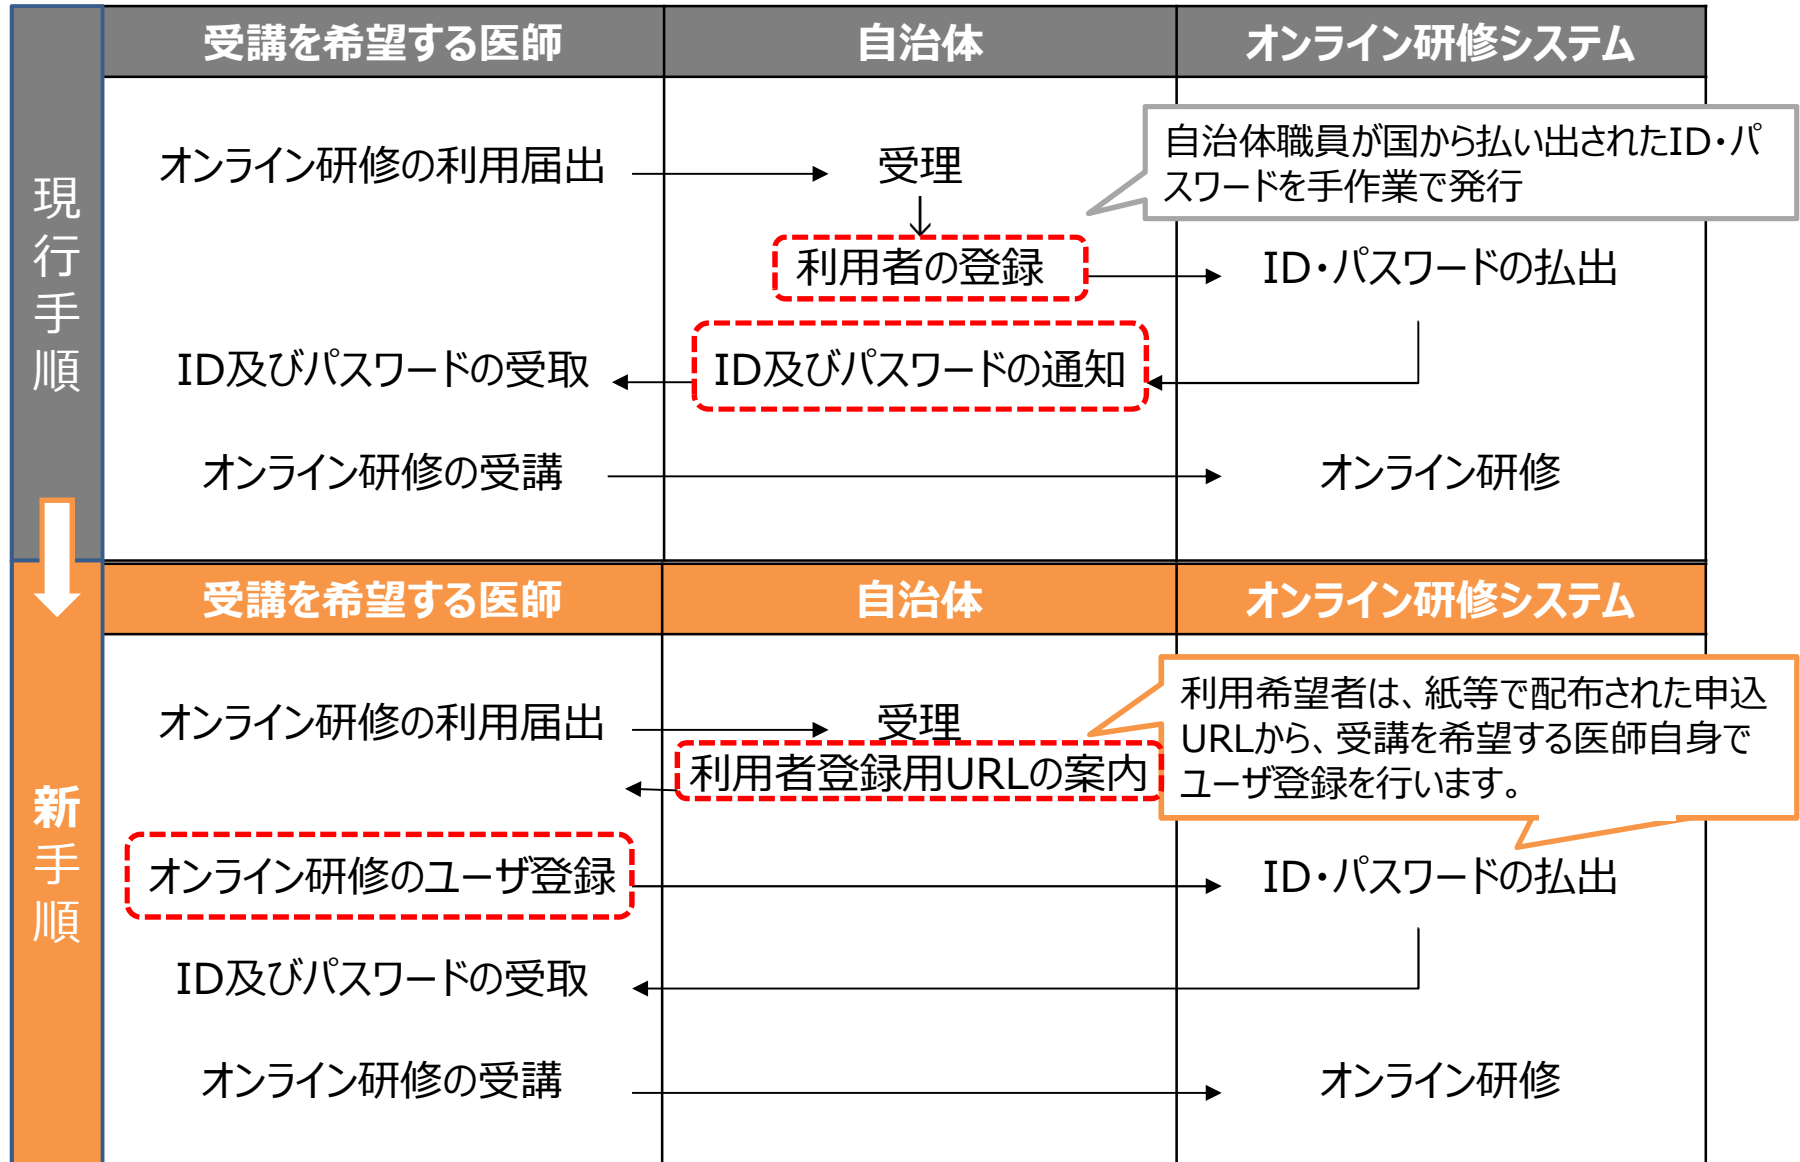 現行手順
受講を希望する医師
自治体
オンライン研修システム
オンライン研修の利用届出
受理
自治体職員が国から払い出されたID・パ
スワードを手作業で発行
利用者の登録
ID・パスワードの払出
ID及びパスワードの受取
ID及びパスワードの通知
オンライン研修の受講
オンライン研修
新手順
受講を希望する医師
自治体
オンライン研修システム
オンライン研修の利用届出
受理
利用者登録用URLの案内
利用希望者は、紙等で配布された申込
URLから、受講を希望する医師自身で
ユーザ登録を行います。
オンライン研修のユーザ登録
ID・パスワードの払出
ID及びパスワードの受取
オンライン研修の受講
オンライン研修